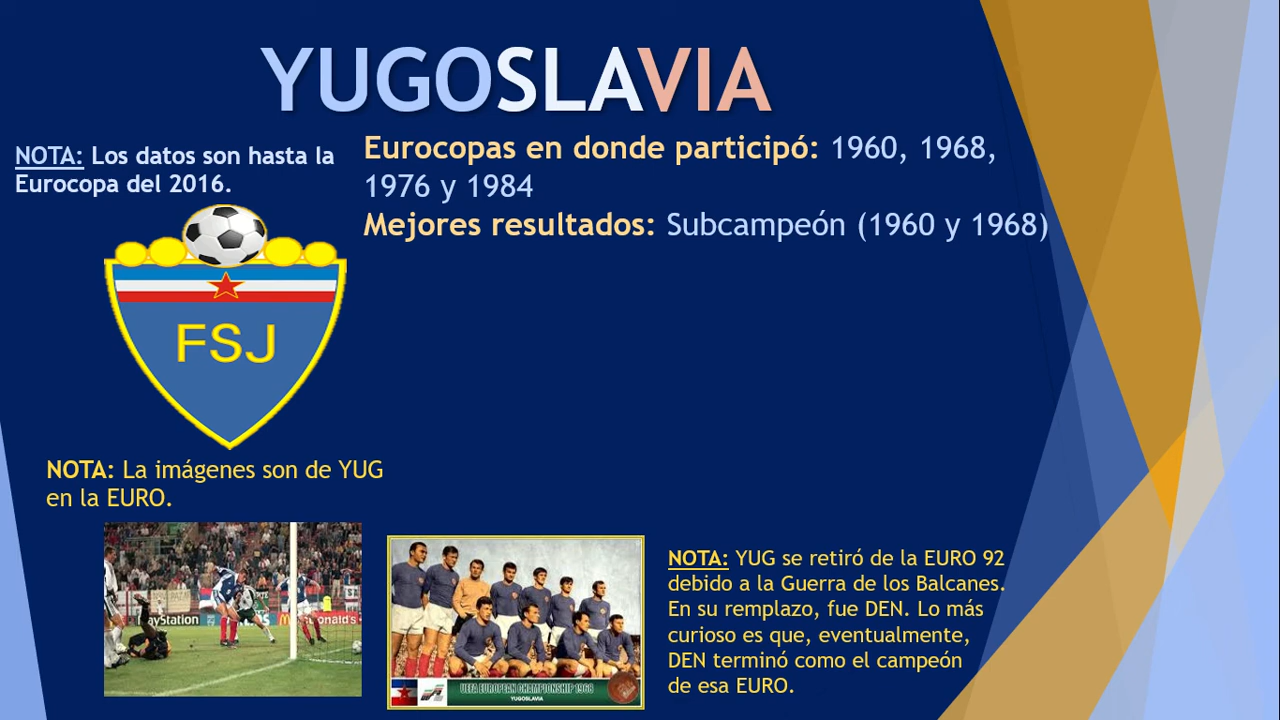 YUGOSLAVIA
NOTA: Los datos son hasta la
Eurocopa del 2016.
Eurocopas en donde participó: 1960, 1968,
1976 y 1984
Mejores resultados: Subcampeón (1960 y 1968)
FSJ
NOTA: La imágenes son de YUG
en la EURO.
PlayStation
McDonald's
UEFA EUROPEAN CHAMPIONSHIP 1968
YUGOSLAVIA
NOTA: YUG se retiró de la EURO 92
debido a la Guerra de los Balcanes.
En su remplazo, fue DEN. Lo más
curioso es que, eventualmente,
DEN terminó como el campeón
de esa EURO.